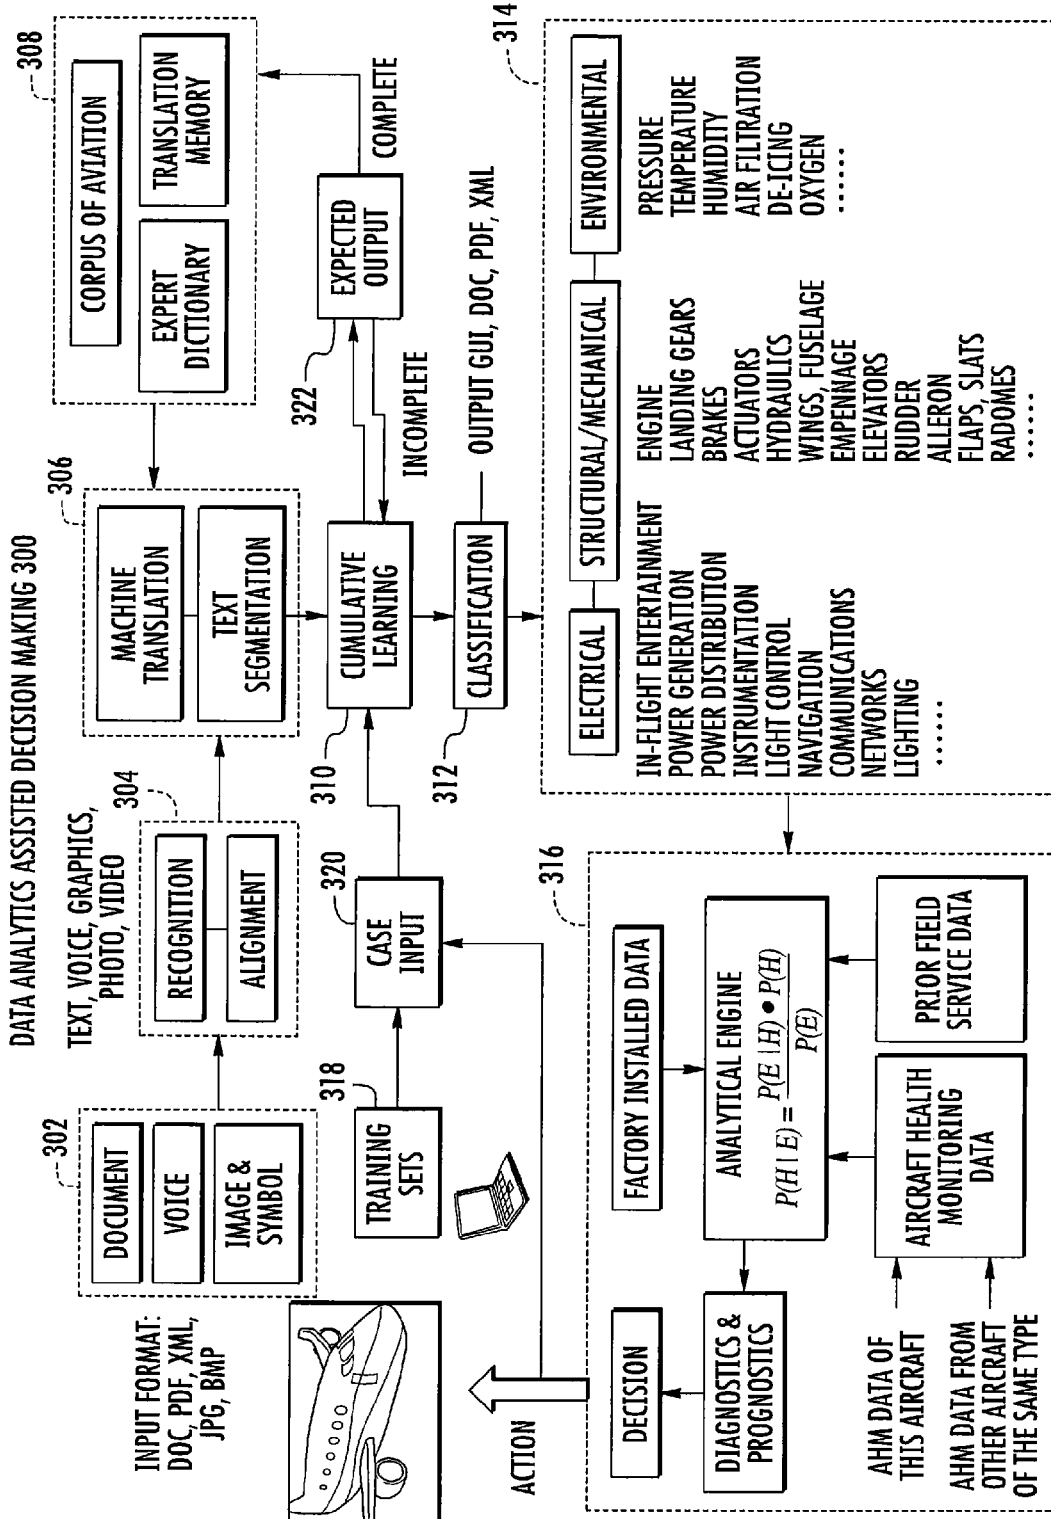 DATA ANALYTICS ASSISTED DECISION MAKING 300
INPUT FORMAT:
DOC, PDF, XML,
JPG, BMP
302
DOCUMENT
VOICE
IMAGE &
SYMBOL
TEXT, VOICE, GRAPHICS,
PHOTO, VIDEO
304
RECOGNITION
ALIGNMENT
306
MACHINE
TRANSLATION
TEXT
SEGMENTATION
308
CORPUS OF AVIATION
EXPERT
DICTIONARY
TRANSLATION
MEMORY
318
TRAINING
SETS
320
CASE
INPUT
310
CUMULATIVE
LEARNING
322
EXPECTED
OUTPUT
COMPLETE
INCOMPLETE
312
CLASSIFICATION
OUTPUT GUI, DOC, PDF, XML
ACTION
316
DECISION
DIAGNOSTICS &
PROGNOSTICS
FACTORY INSTALLED DATA
ANALYTICAL ENGINE
P(H | E) = P(E | H) ● P(H)
P(E)
AHM DATA OF
THIS AIRCRAFT
AHM DATA FROM
OTHER AIRCRAFT
OF THE SAME TYPE
AIRCRAFT HEALTH
MONITORING
DATA
PRIOR FIELD
SERVICE DATA
314
ELECTRICAL
IN-FLIGHT ENTERTAINMENT
POWER GENERATION
POWER DISTRIBUTION
INSTRUMENTATION
LIGHT CONTROL
NAVIGATION
COMMUNICATIONS
NETWORKS
LIGHTING
......
STRUCTURAL/MECHANICAL
ENGINE
LANDING GEARS
BRAKES
ACTUATORS
HYDRAULICS
WINGS, FUSELAGE
EMPENNAGE
ELEVATORS
RUDDER
ALLERON
FLAPS, SLATS
RADOMES
......
ENVIRONMENTAL
PRESSURE
TEMPERATURE
HUMIDITY
AIR FILTRATION
DE-ICING
OXYGEN
......